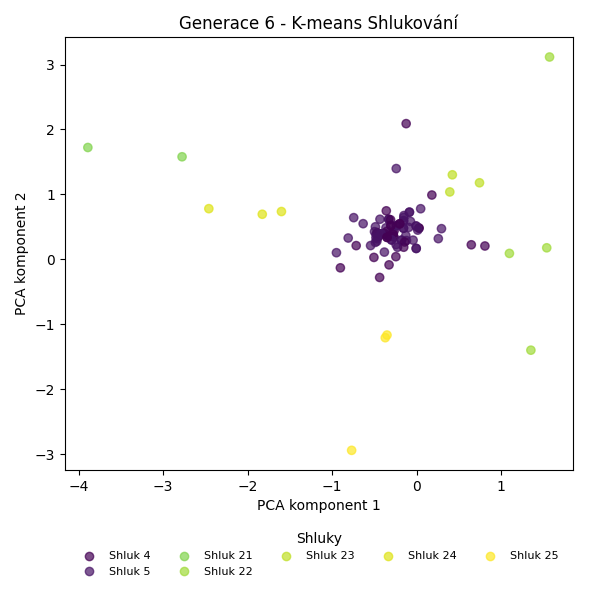 Generace 6 - K-means Shlukování
PCA komponent 2
3
2
1
0
−1
−2
−3
−4 −3 −2 −1 0 1
PCA komponent 1
Shluky
Shluk 4 Shluk 21 Shluk 23 Shluk 24 Shluk 25
Shluk 5 Shluk 22